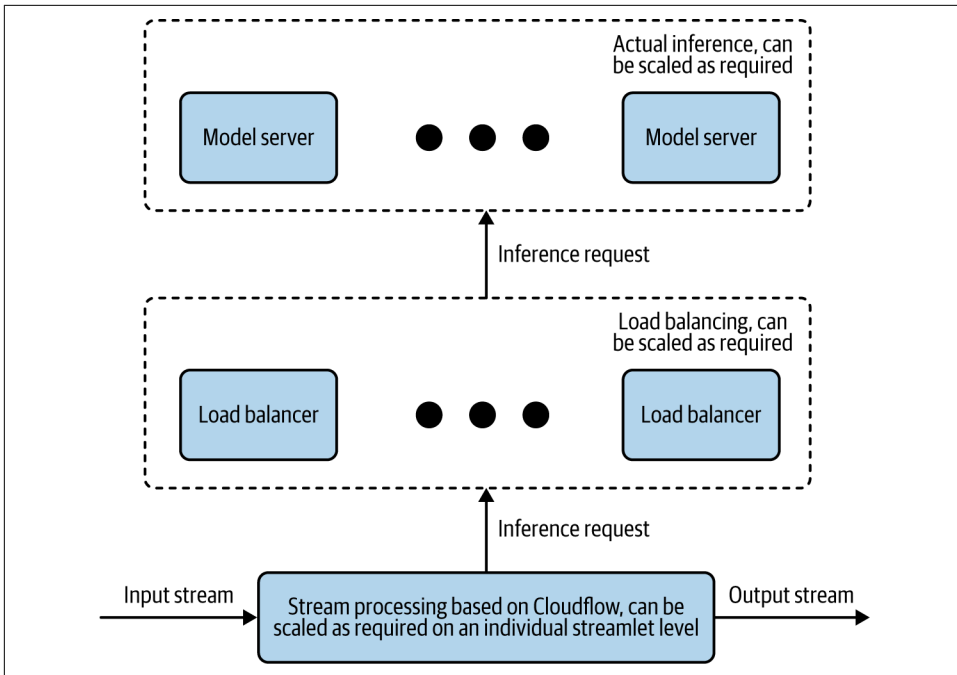 Actual inference, can
be scaled as required
Model server
Model server
Inference request
Load balancing, can
be scaled as required
Load balancer
Load balancer
Inference request
Input stream
Stream processing based on Cloudflow, can be
scaled as required on an individual streamlet level
Output stream